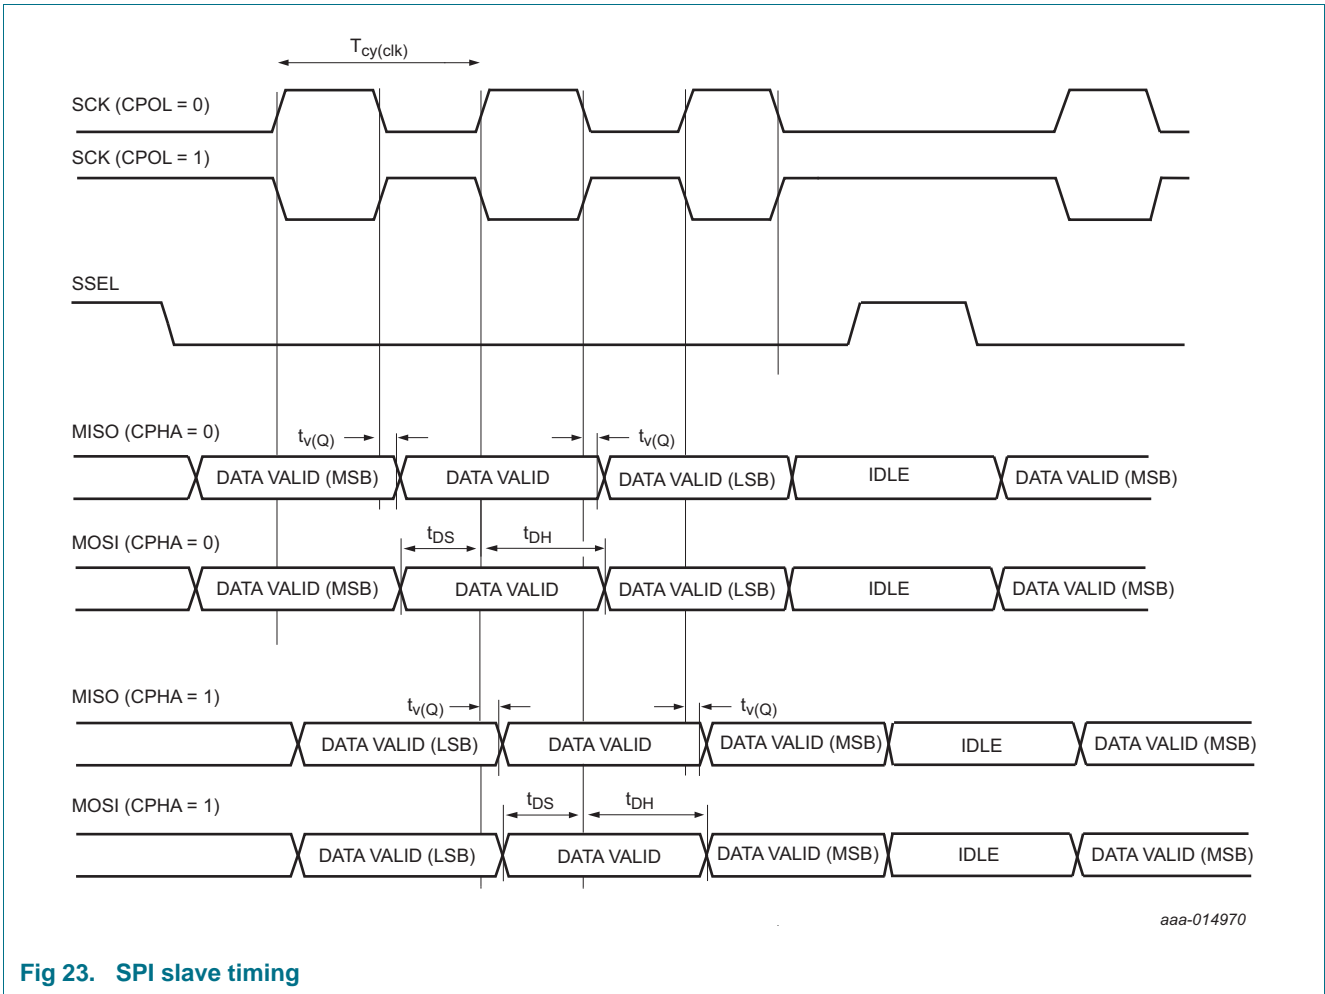 Tcy(clk)
SCK (CPOL = 0)
SCK (CPOL = 1)
SSEL
MISO (CPHA = 0)
tv(Q) tv(Q)
DATA VALID (MSB) DATA VALID DATA VALID (LSB) IDLE DATA VALID (MSB)
tDS tDH
MOSI (CPHA = 0)
DATA VALID (MSB) DATA VALID DATA VALID (LSB) IDLE DATA VALID (MSB)
MISO (CPHA = 1)
tv(Q) tv(Q)
DATA VALID (LSB) DATA VALID DATA VALID (MSB) IDLE DATA VALID (MSB)
tDS tDH
MOSI (CPHA = 1)
DATA VALID (LSB) DATA VALID DATA VALID (MSB) IDLE DATA VALID (MSB)
aaa-014970
Fig 23. SPI slave timing